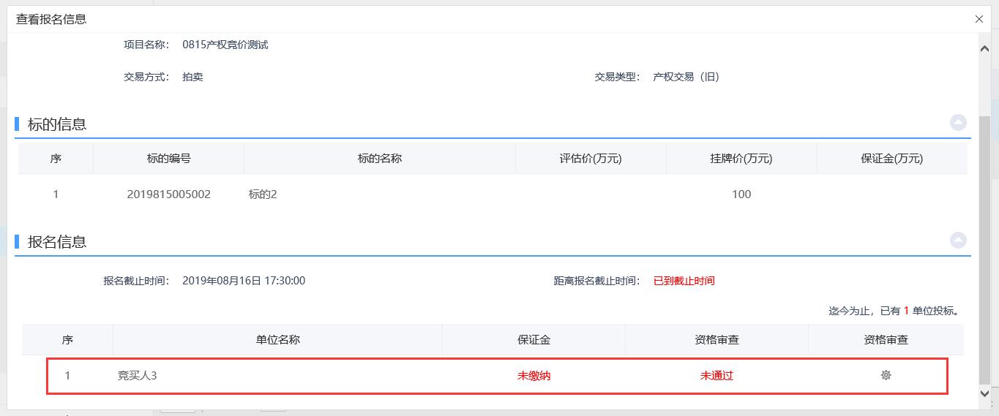 查看报名信息
项目名称： 0815产权竞价测试
交易方式： 拍卖 交易类型： 产权交易（旧）
标的信息
序 标的编号 标的名称 评估价(万元) 挂牌价(万元) 保证金(万元)
1 2019815005002 标的2 100
报名信息
报名截止时间： 2019年08月16日 17:30:00 距离报名截止时间： 已到截止时间
迄今为止，已有 1 单位投标。
序 单位名称 保证金 资格审查 资格审查
1 竞买人3 未缴纳 未通过